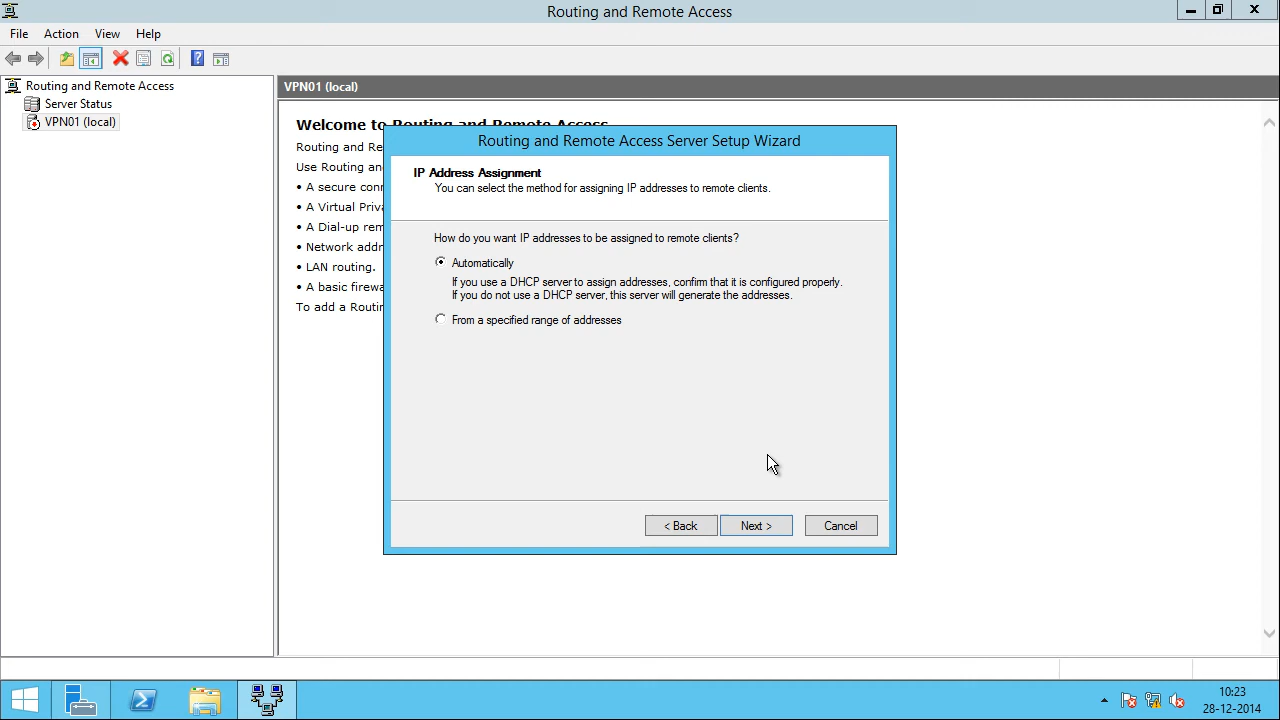 Routing and Remote Access
File Action View Help
Routing and Remote Access
Server Status
VPN01 (local)
VPN01 (local)
Welcome to Routing and Remote Access
Routing and Re
Use Routing an
• A secure con
• A Virtual Priv
• A Dial-up rem
• Network addr
• LAN routing.
• A basic firewa
To add a Routin
Routing and Remote Access Server Setup Wizard
IP Address Assignment
You can select the method for assigning IP addresses to remote clients.
How do you want IP addresses to be assigned to remote clients?
Automatically
If you use a DHCP server to assign addresses, confirm that it is configured properly.
If you do not use a DHCP server, this server will generate the addresses.
From a specified range of addresses
< Back Next > Cancel
10:23
28-12-2014